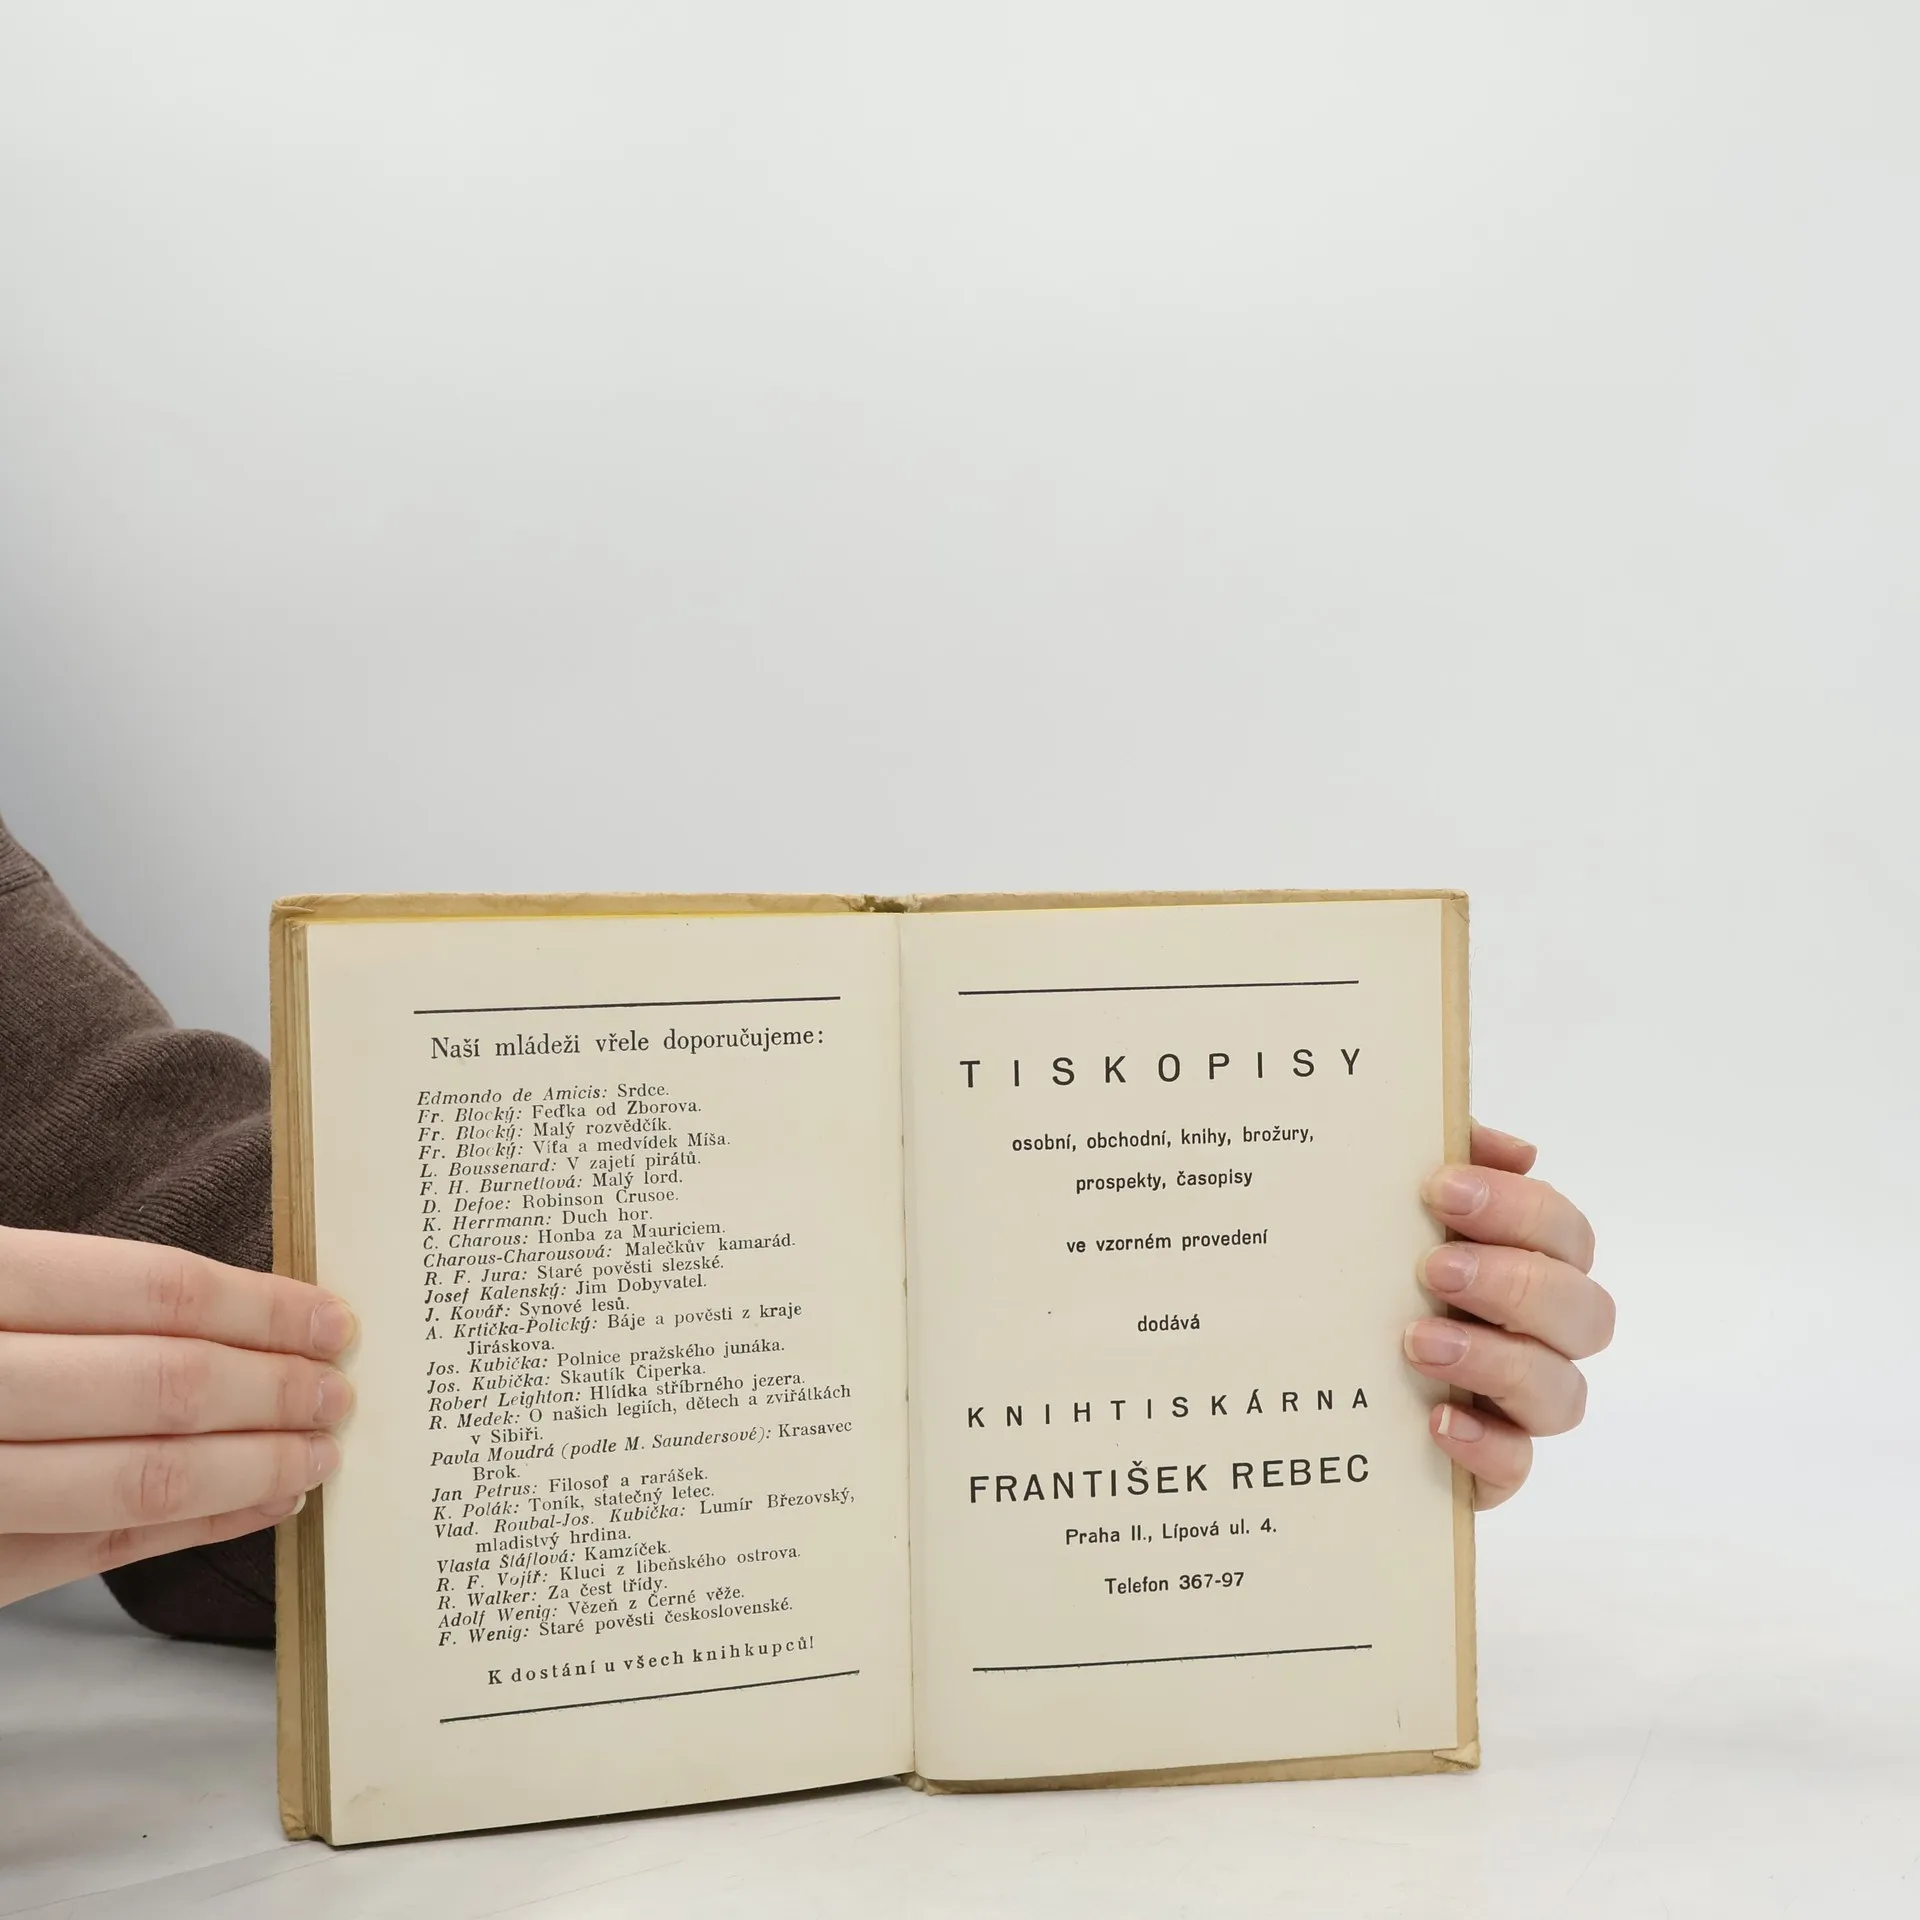 Naší mládeži vřele doporučujeme:
Edmondo de Amicis: Srdce.
Fr. Blocký: Feďka od Zborova.
Fr. Blocký: Malý rozvědčík.
Fr. Blocký: Víťa a medvídek Míša.
L. Boussenard: V zajetí pirátů.
F. H. Burnettová: Malý lord.
D. Defoe: Robinson Crusoe.
K. Herrmann: Duch hor.
C. Charous: Honba za Mauriciem.
Charous-Charousová: Malečkův kamarád.
R. F. Jura: Staré pověsti slezské.
Josef Kalenský: Jim Dobyvatel.
J. Kovář: Synové lesů.
A. Krtička-Polický: Báje a pověsti z kraje
Jiráskova.
Jos. Kubička: Polnice pražského junáka.
Jos. Kubička: Skautík Čiperka.
Robert Leighton: Hlídka stříbrného jezera.
R. Medek: O našich legiích, dětech a zvířátkách
v Sibiři.
Pavla Moudrá (podle M. Saundersové): Krasavec
Brok.
Jan Petrus: Filosof a rarášek.
K. Polák: Toník, statečný letec.
Vlad. Roubal-Jos. Kubička: Lumír Březovský,
mladistvý hrdina.
Vlasta Štáflová: Kamzíček.
R. F. Vojíř: Kluci z libeňského ostrova.
R. Walker: Za čest třídy.
Adolf Wenig: Vězeň z Černé věže.
F. Wenig: Staré pověsti československé.
K dostání u všech knihkupců!
TISKOPISY
osobní, obchodní, knihy, brožury,
prospekty, časopisy
ve vzorném provedení
dodává
KNIHTISKÁRNA
FRANTIŠEK REBEC
Praha II., Lípová ul. 4.
Telefon 367-97